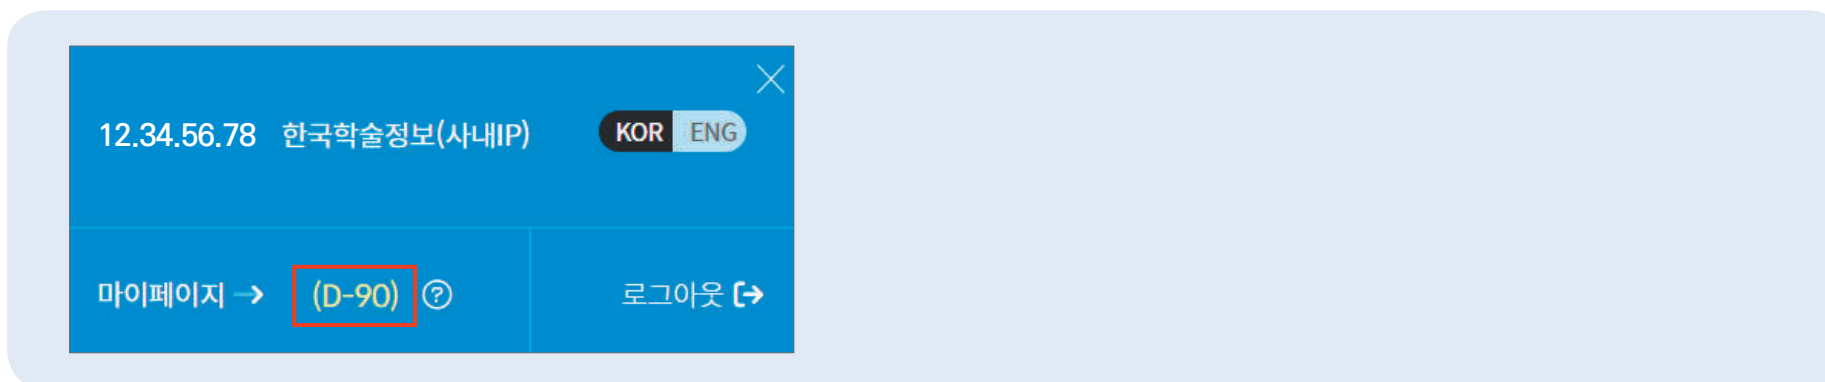 12.34.56.78 한국학술정보(사내IP) KOR ENG
마이페이지 → (D-90) ? 로그아웃